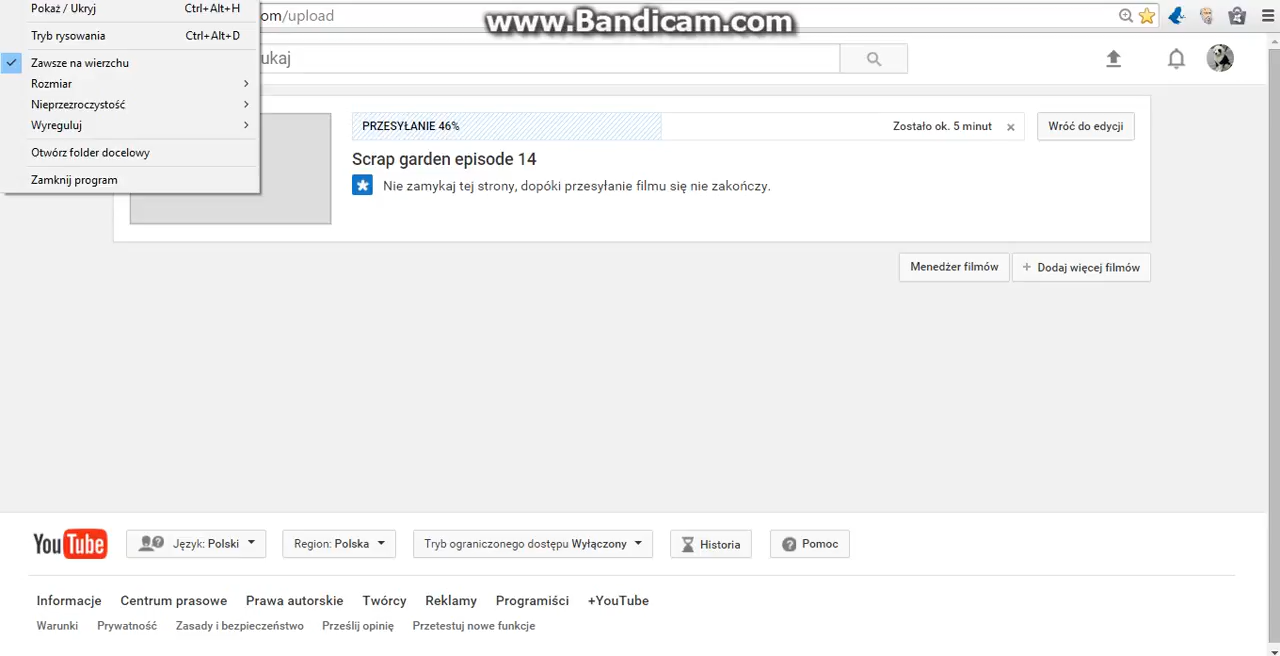 Pokaż / Ukryj Ctrl+Alt+H
om/upload
www.Bandicam.com
Tryb rysowania Ctrl+Alt+D
Zawsze na wierzchu
ukaj
Rozmiar
Nieprzezroczystość
Wyreguluj
Otwórz folder docelowy
Zamknij program
PRZESYŁANIE 46% Zostało ok. 5 minut × Wróć do edycji
Scrap garden episode 14
Nie zamykaj tej strony, dopóki przesyłanie filmu się nie zakończy.
Menedżer filmów + Dodaj więcej filmów
YouTube Język: Polski Region: Polska Tryb ograniczonego dostępu Wyłączony Historia Pomoc
Informacje Centrum prasowe Prawa autorskie Twórcy Reklamy Programiści +YouTube
Warunki Prywatność Zasady i bezpieczeństwo Prześlij opinię Przetestuj nowe funkcje